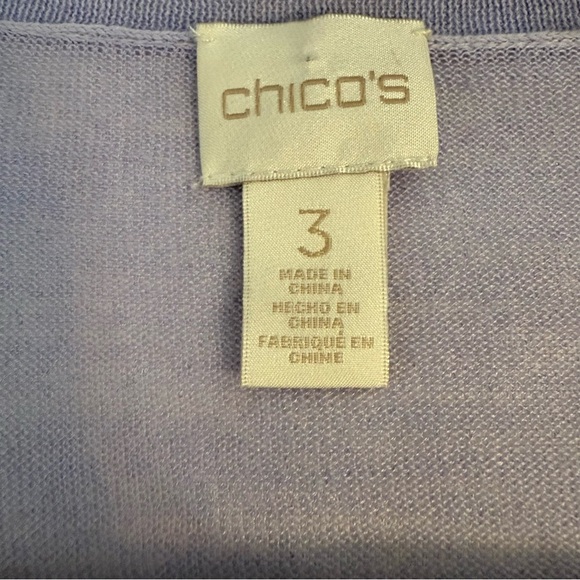 chico's
3
MADE IN
CHINA
HECHO EN
CHINA
FABRIQUÉ EN
CHINE